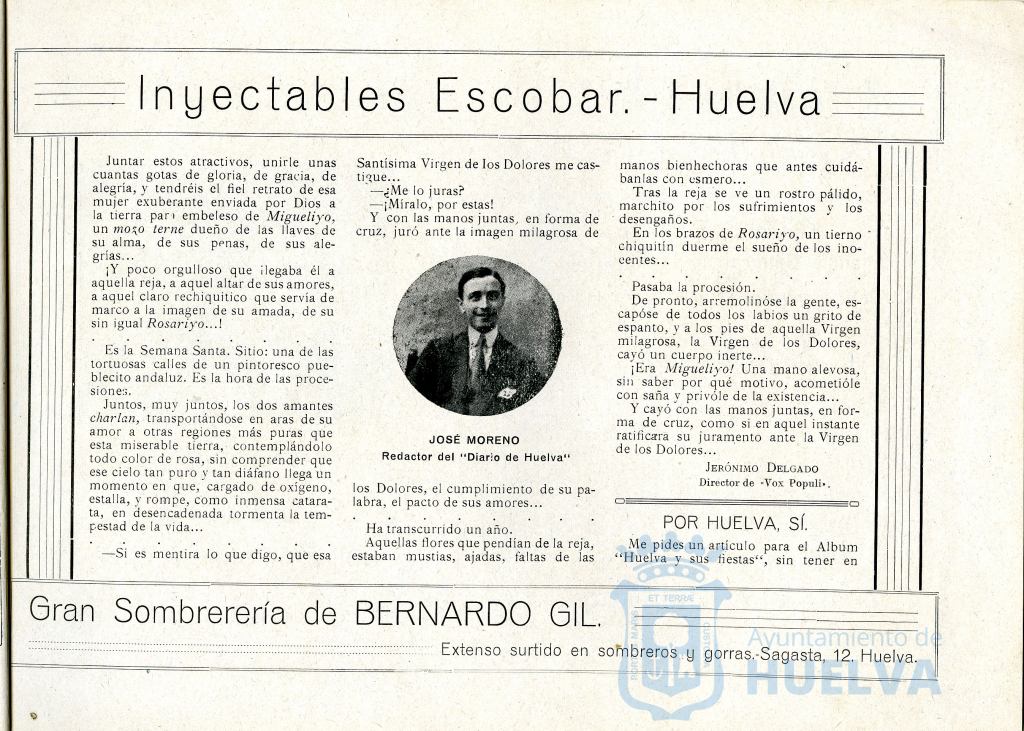 Inyectables Escobar. - Huelva
Juntar estos atractivos, unirle unas
cuantas gotas de gloria, de gracia, de
alegría, y tendréis el fiel retrato de esa
mujer exuberante enviada por Dios a
la tierra para embeleso de Migueliyo,
un mozo terne dueño de las llaves de
su alma, de sus penas, de sus ale-
grías...
¡Y poco orgulloso que llegaba él a
aquella reja, a aquel altar de sus amores,
a aquel claro rechiquitico que servía de
marco a la imagen de su amada, de su
sin igual Rosariyo...!
. . . . . . . . .
Es la Semana Santa. Sitio: una de las
tortuosas calles de un pintoresco pue-
blecito andaluz. Es la hora de las proce-
siones.
Juntos, muy juntos, los dos amantes
charlan, transportándose en aras de su
amor a otras regiones más puras que
esta miserable tierra, contemplándolo
todo color de rosa, sin comprender que
ese cielo tan puro y tan diáfano llega un
momento en que, cargado de oxígeno,
estalla, y rompe, como inmensa catara-
ta, en desencadenada tormenta la tem-
pestad de la vida...
. . . . . . . . .
—Si es mentira lo que digo, que esa
Santísima Virgen de los Dolores me cas-
tigue...
—¿Me lo juras?
—¡Míralo, por estas!
Y con las manos juntas, en forma de
cruz, juró ante la imagen milagrosa de
JOSÉ MORENO
Redactor del "Diario de Huelva"
los Dolores, el cumplimiento de su pa-
labra, el pacto de sus amores...
. . . . . . . . .
Ha transcurrido un año.
Aquellas flores que pendían de la reja,
estaban mustias, ajadas, faltas de las
manos bienhechoras que antes cuidá-
banlas con esmero...
Tras la reja se ve un rostro pálido,
marchito por los sufrimientos y los
desengaños.
En los brazos de Rosariyo, un tierno
chiquitín duerme el sueño de los ino-
centes...
. . . . . . . . .
Pasaba la procesión.
De pronto, arremolinóse la gente, es-
capóse de todos los labios un grito de
espanto, y a los pies de aquella Virgen
milagrosa, la Virgen de los Dolores,
cayó un cuerpo inerte...
¡Era Migueliyo! Una mano alevosa,
sin saber por qué motivo, acometióle
con saña y privóle de la existencia...
Y cayó con las manos juntas, en for-
ma de cruz, como si en aquel instante
ratificara su juramento ante la Virgen
de los Dolores...
JERÓNIMO DELGADO
Director de «Vox Populi».
POR HUELVA, SÍ.
Me pides un artículo para el Album
"Huelva y sus fiestas", sin tener en
Gran Sombrerería de BERNARDO GIL.
Extenso surtido en sombreros y gorras.-Sagasta, 12. Huelva.
ET TERRÆ
PORTUS MARIS
CUSTODIA
Ayuntamiento de
HUELVA